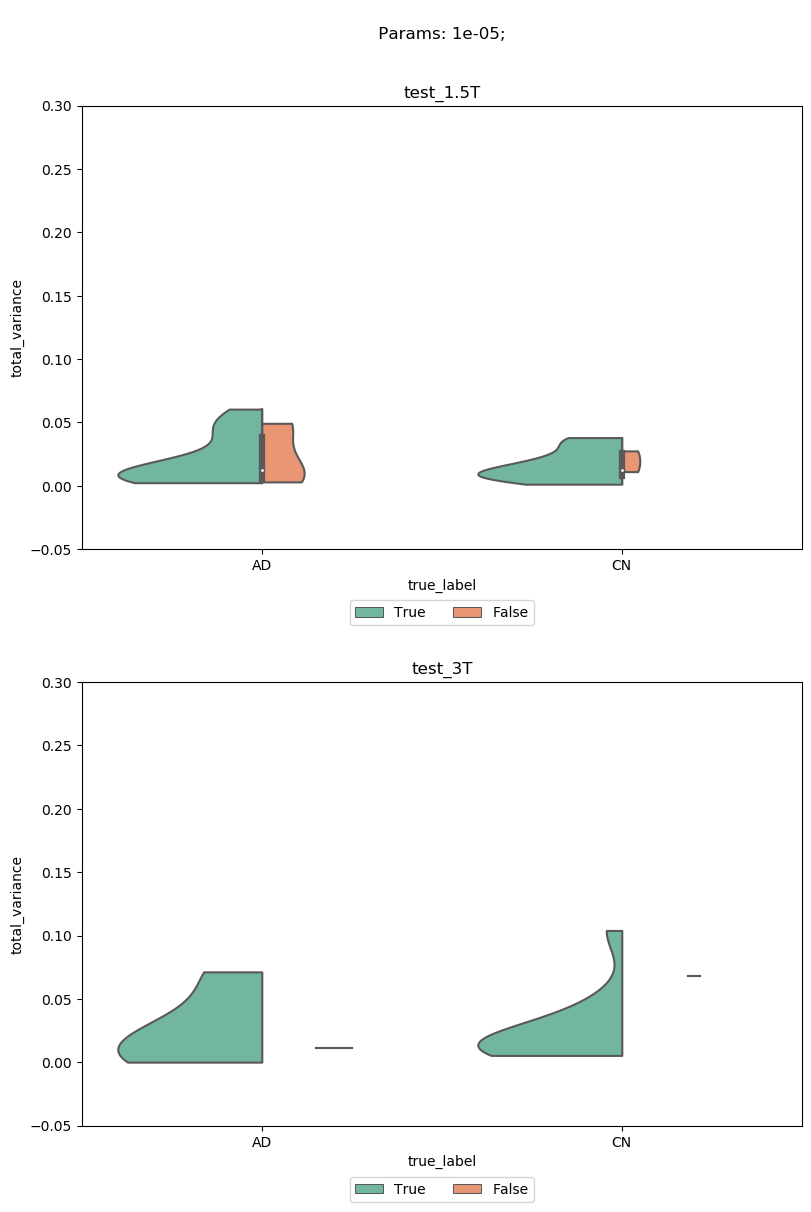 Params: 1e-05;
test_1.5T
0.30
0.25
0.20
0.15
0.10
0.05
0.00
−0.05
total_variance
AD CN
true_label
True False
test_3T
0.30
0.25
0.20
0.15
0.10
0.05
0.00
−0.05
total_variance
AD CN
true_label
True False